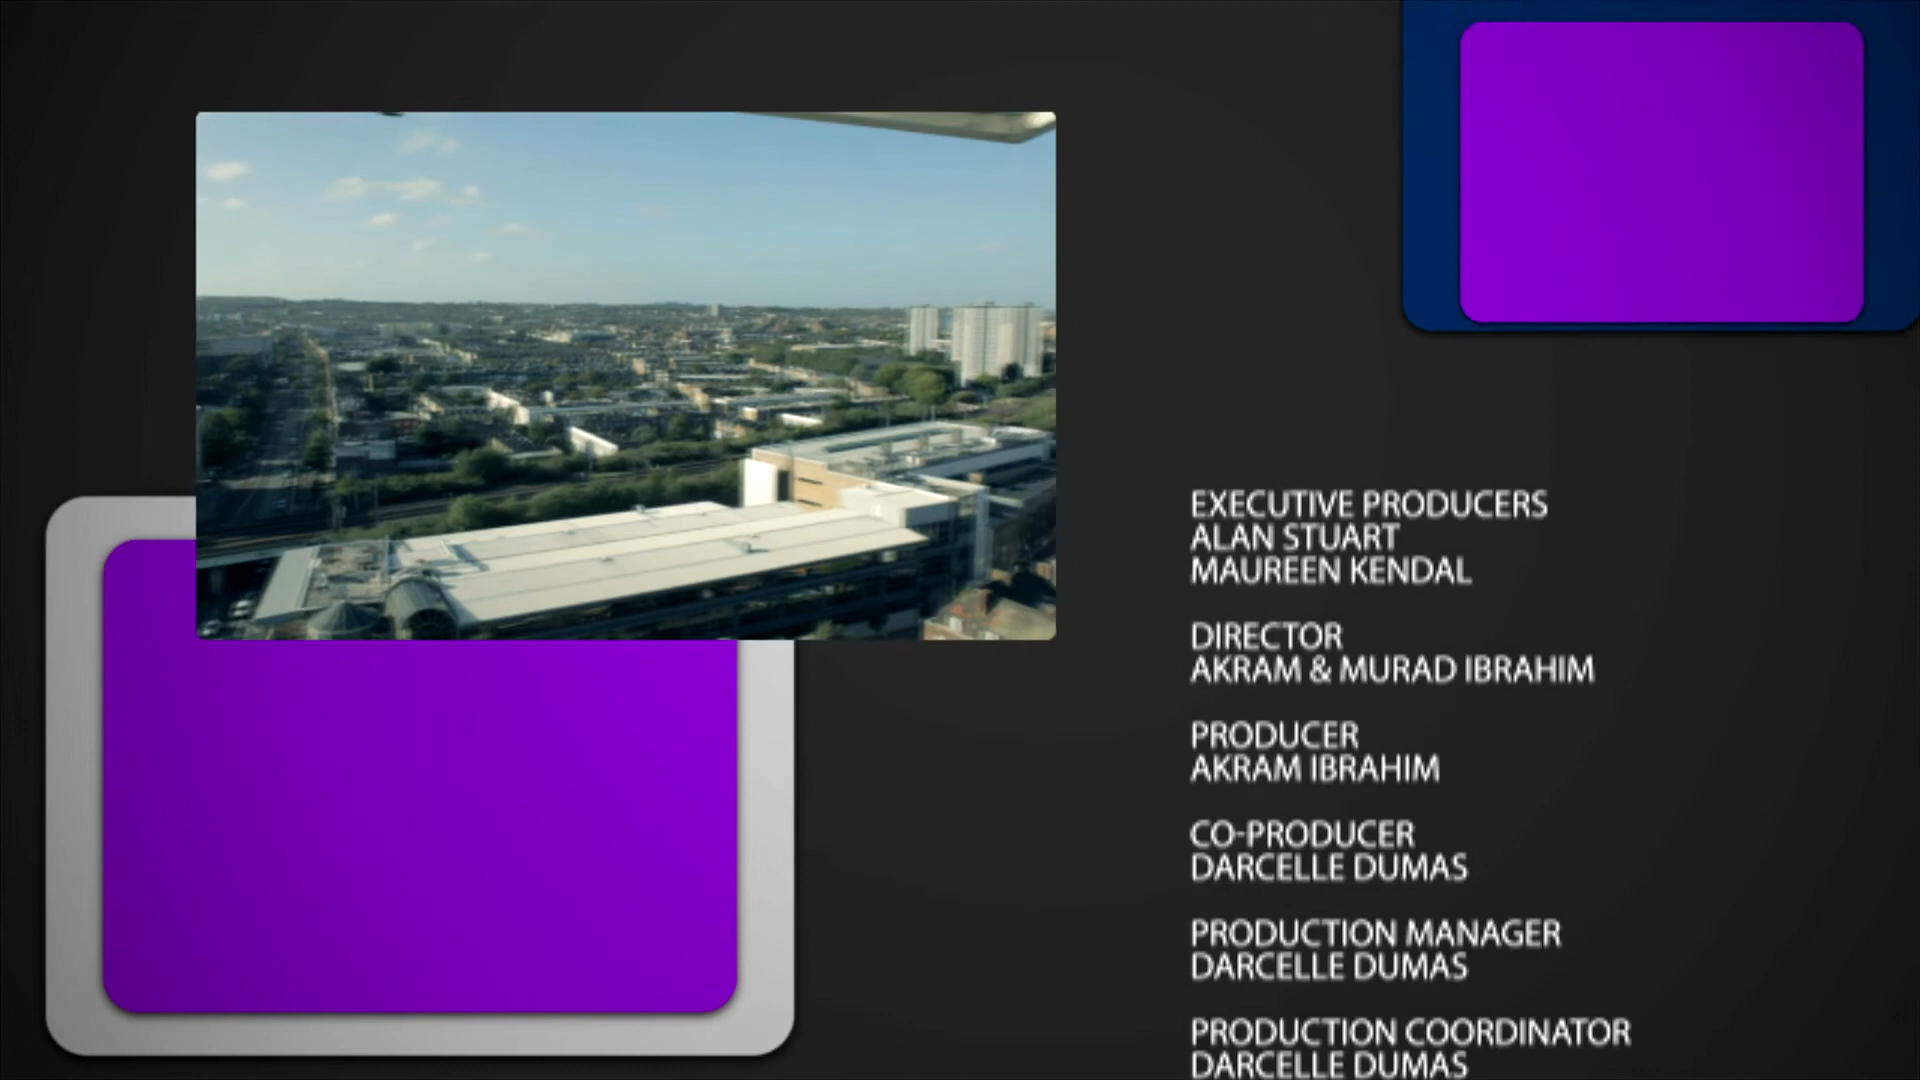 EXECUTIVE PRODUCERS
ALAN STUART
MAUREEN KENDAL
DIRECTOR
AKRAM & MURAD IBRAHIM
PRODUCER
AKRAM IBRAHIM
CO-PRODUCER
DARCELLE DUMAS
PRODUCTION MANAGER
DARCELLE DUMAS
PRODUCTION COORDINATOR
DARCELLE DUMAS